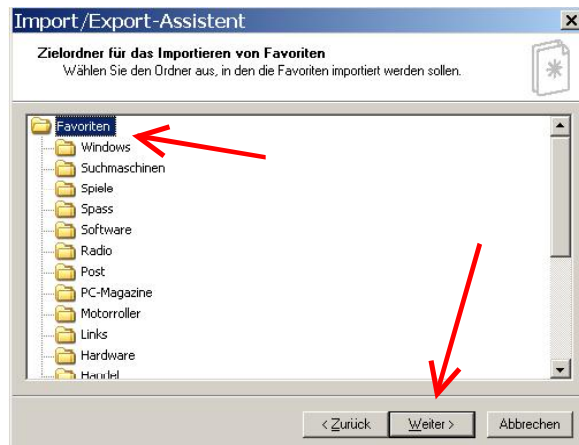 Import/Export-Assistent
Zielordner für das Importieren von Favoriten
Wählen Sie den Ordner aus, in den die Favoriten importiert werden sollen.
Favoriten
Windows
Suchmaschinen
Spiele
Spass
Software
Radio
Post
PC-Magazine
Motorroller
Links
Hardware
Handel
< Zurück Weiter > Abbrechen